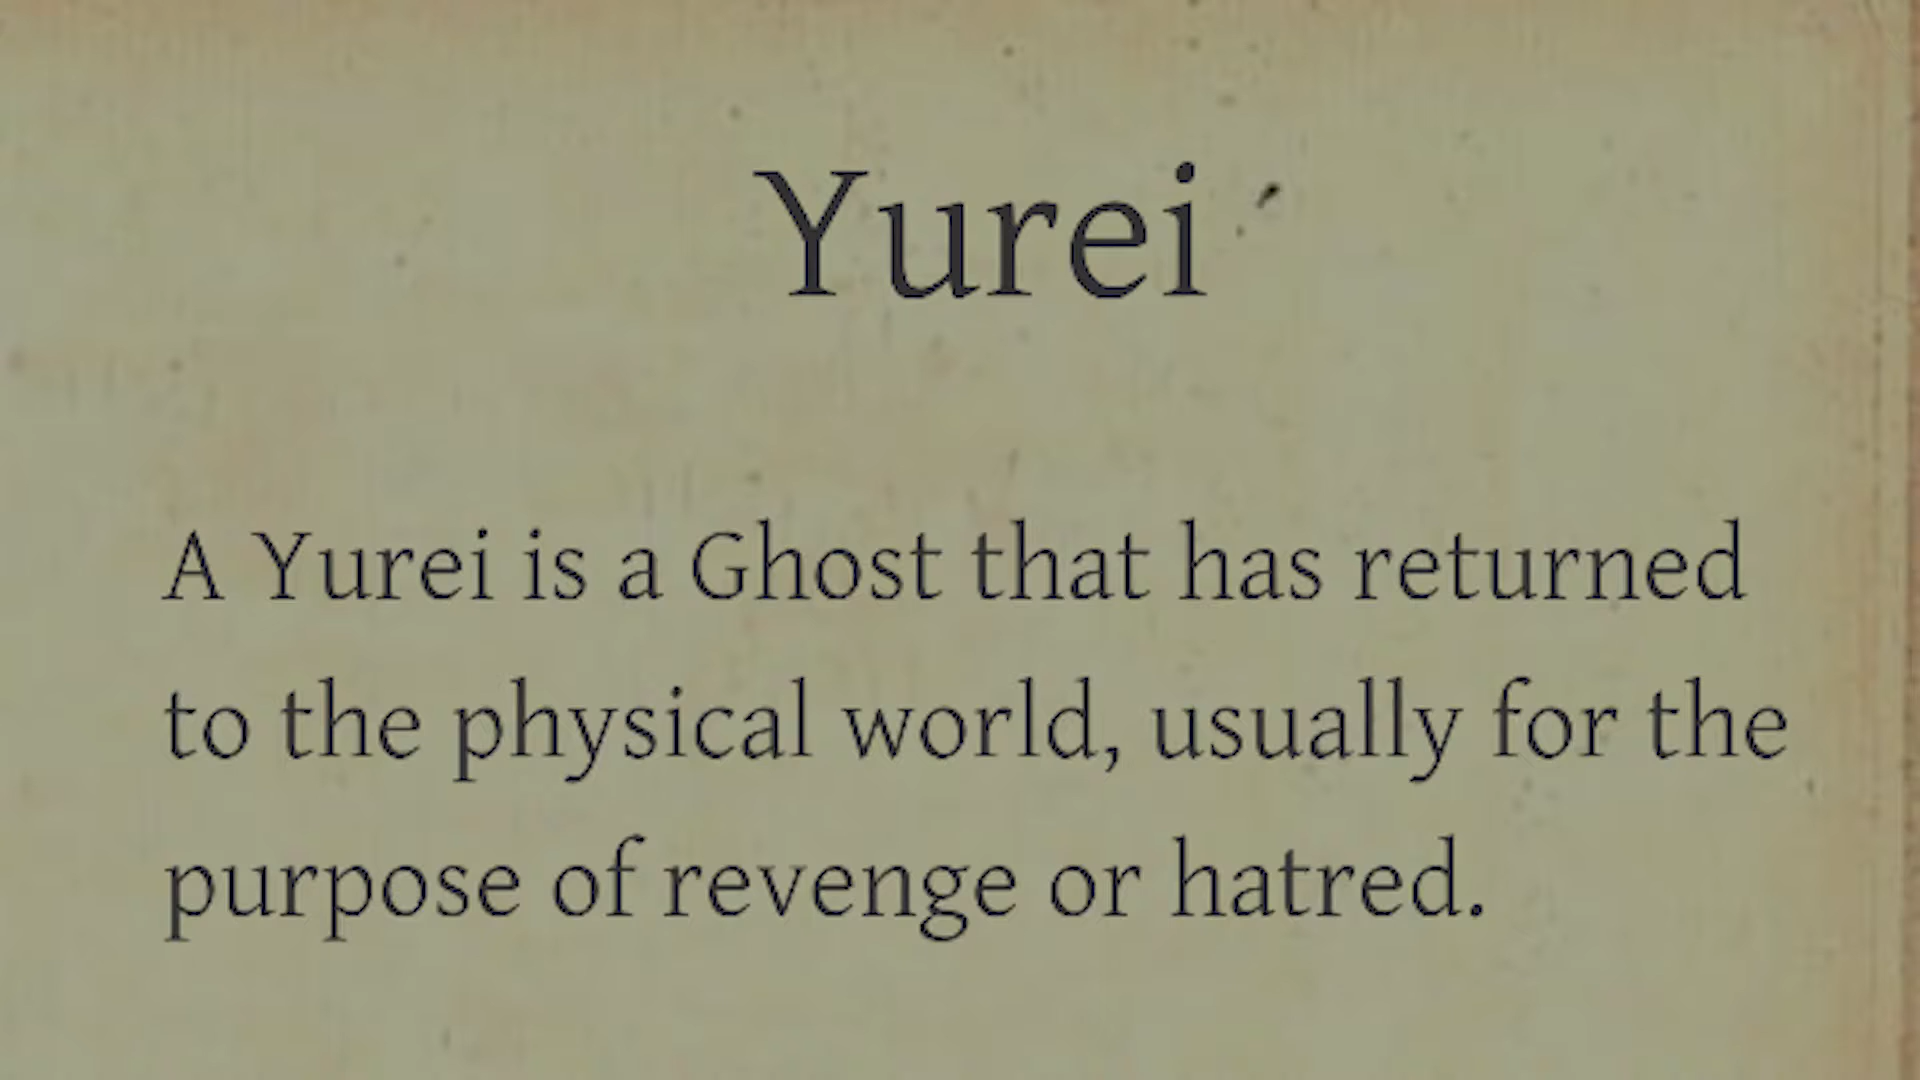 Yurei
A Yurei is a Ghost that has returned
to the physical world, usually for the
purpose of revenge or hatred.